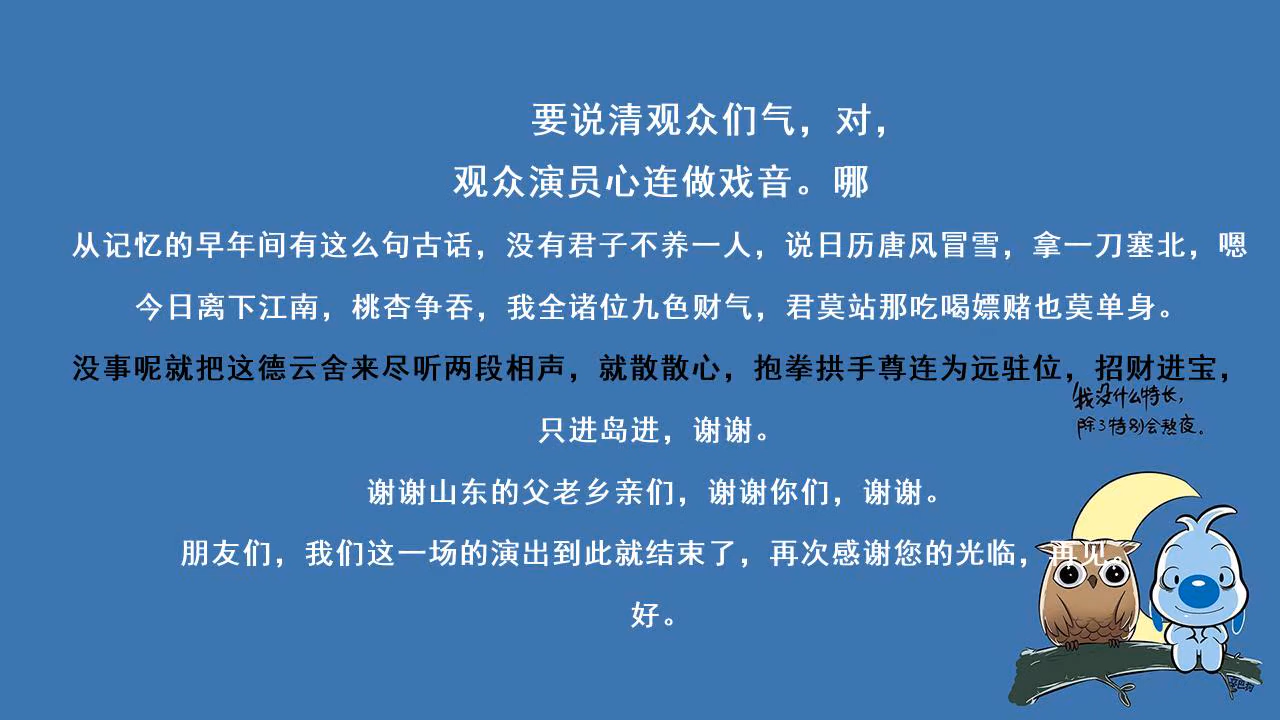 要说清观众们气，对，
观众演员心连做戏音。哪
从记忆的早年间有这么句古话，没有君子不养一人，说日历唐风冒雪，拿一刀塞北，嗯
今日离下江南，桃杏争吞，我全诸位九色财气，君莫站那吃喝嫖赌也莫单身。
没事呢就把这德云舍来尽听两段相声，就散散心，抱拳拱手尊连为远驻位，招财进宝，
我没什么特长，
除了特别会熬夜。
只进岛进，谢谢。
谢谢山东的父老乡亲们，谢谢你们，谢谢。
朋友们，我们这一场的演出到此就结束了，再次感谢您的光临，再见。
好。